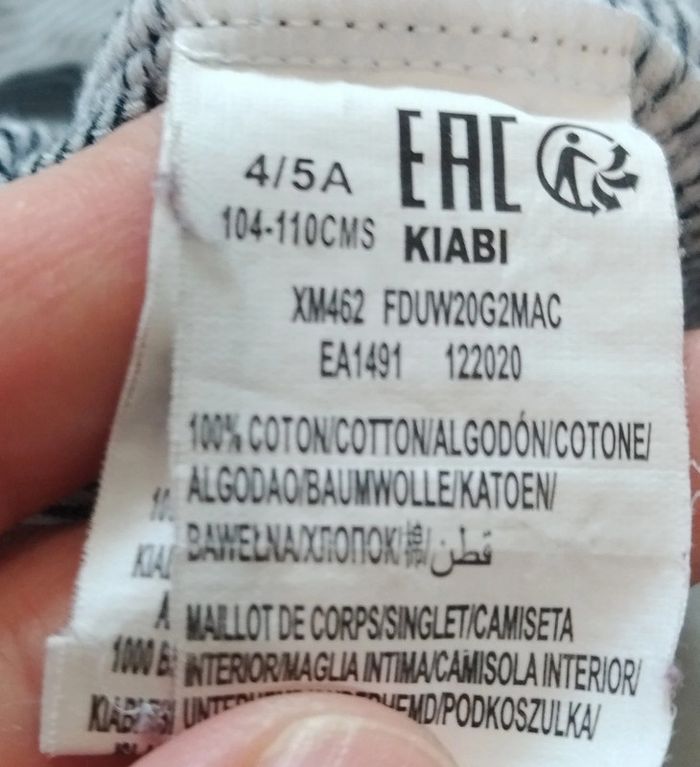 4/5A
EAC
104-110CMS
KIABI
XM462 FDUW20G2MAC
EA1491 122020
100% COTON/COTTON/ALGODÓN/COTONE/
ALGODAO/BAUMWOLLE/KATOEN/
BAWEŁNA/ХЛОПОК/棉/قطن/
MAILLOT DE CORPS/SINGLET/CAMISETA
INTERIOR/MAGLIA INTIMA/CAMISOLA INTERIOR/
/PODKOSZULKA/
1000